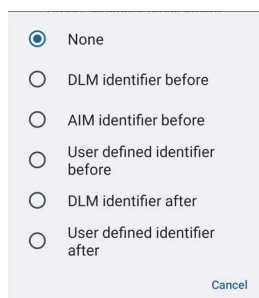 None
DLM identifier before
AIM identifier before
User defined identifier
before
DLM identifier after
User defined identifier
after
Cancel